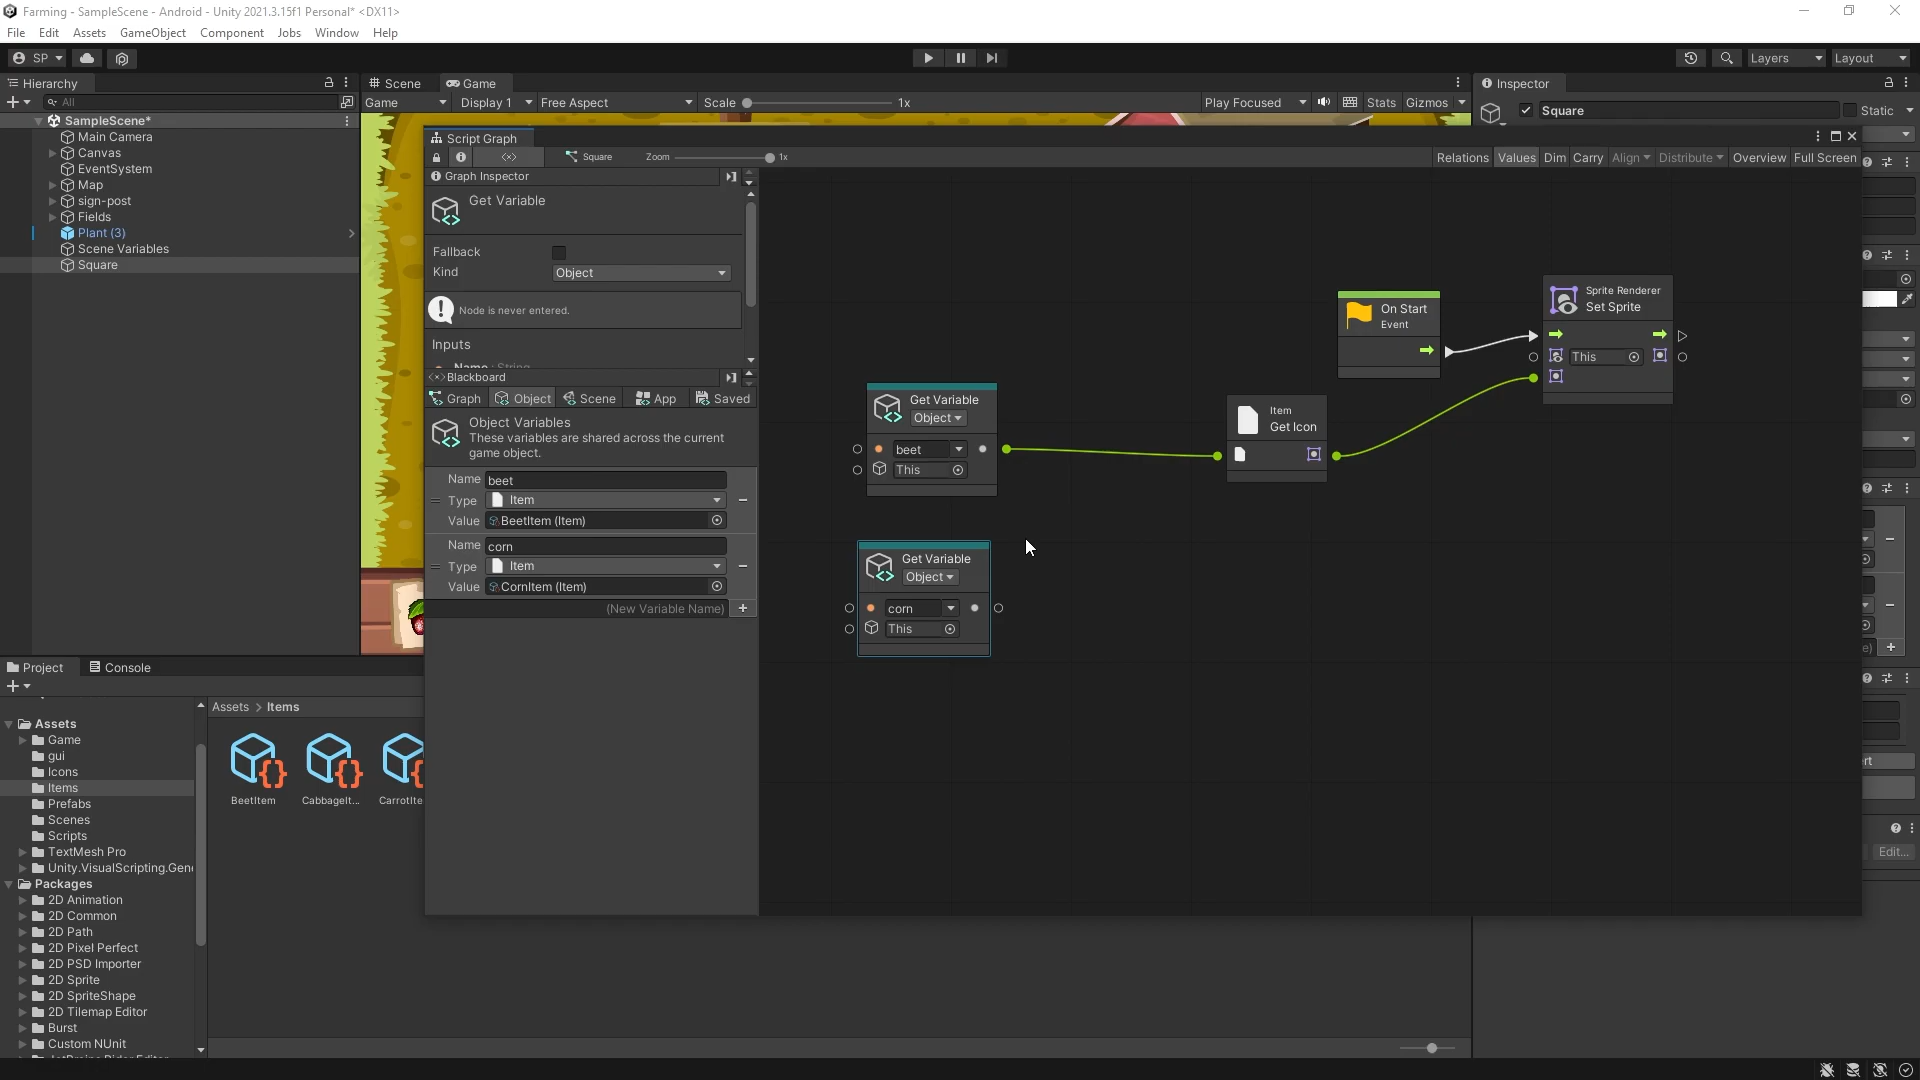 Farming - SampleScene - Android - Unity 2021.3.15f1 Personal* <DX11>
File Edit Assets GameObject Component Jobs Window Help
SP
Layers
Layout
Hierarchy
All
SampleScene*
Main Camera
Canvas
EventSystem
Map
sign-post
Fields
Plant (3)
Scene Variables
Square
Scene
Game
Game
Display 1
Free Aspect
Scale
1x
Play Focused
Stats
Gizmos
Inspector
Square
Static
Script Graph
Square
Zoom
1x
Relations
Values
Dim
Carry
Align
Distribute
Overview
Full Screen
Graph Inspector
Get Variable
Fallback
Kind
Object
Node is never entered.
Inputs
Name: String
<x>Blackboard
Graph
Object
Scene
App
Saved
Object Variables
These variables are shared across the current
game object.
Name beet
Type Item
Value BeetItem (Item)
Name corn
Type Item
Value CornItem (Item)
(New Variable Name)
On Start
Event
Sprite Renderer
Set Sprite
This
Get Variable
Object
beet
This
Item
Get Icon
Get Variable
Object
corn
This
Project
Console
Assets
Game
gui
Icons
Items
Prefabs
Scenes
Scripts
TextMesh Pro
Unity.VisualScripting.Gene
Packages
2D Animation
2D Common
2D Path
2D Pixel Perfect
2D PSD Importer
2D Sprite
2D SpriteShape
2D Tilemap Editor
Burst
Custom NUnit
Assets > Items
BeetItem
CabbageIt...
CarrotIte
e)
rt
Edit...